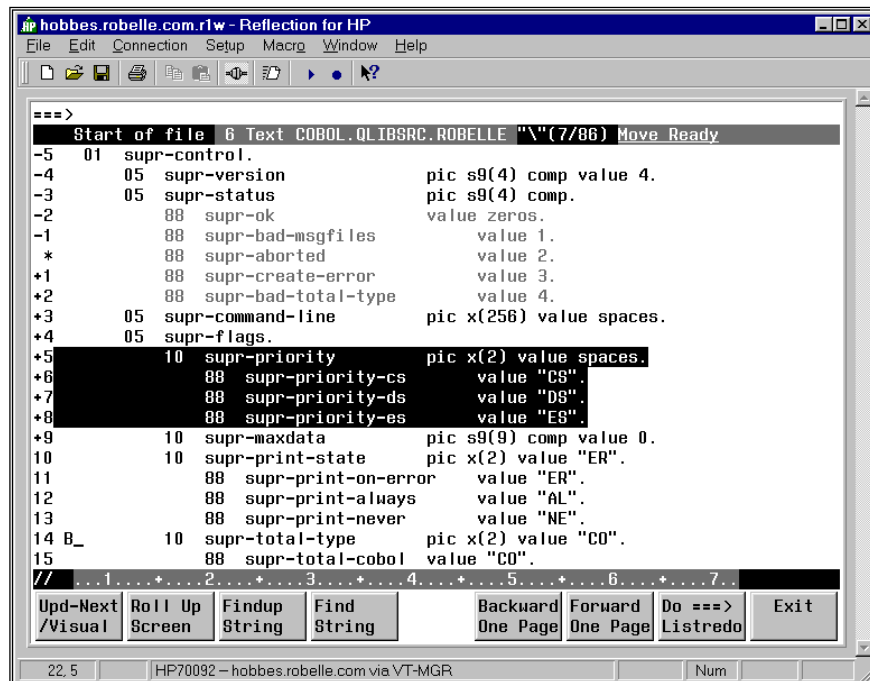 hobbes.robelle.com.r1w - Reflection for HP
File Edit Connection Setup Macro Window Help
===>
Start of file 6 Text COBOL.QLIBSRC.ROBELLE "\"(7/86) Move Ready
-5 01 supr-control.
-4 05 supr-version pic s9(4) comp value 4.
-3 05 supr-status pic s9(4) comp.
-2 88 supr-ok value zeros.
-1 88 supr-bad-msgfiles value 1.
* 88 supr-aborted value 2.
+1 88 supr-create-error value 3.
+2 88 supr-bad-total-type value 4.
+3 05 supr-command-line pic x(256) value spaces.
+4 05 supr-flags.
+5 10 supr-priority pic x(2) value spaces.
+6 88 supr-priority-cs value "CS".
+7 88 supr-priority-ds value "DS".
+8 88 supr-priority-es value "ES".
+9 10 supr-maxdata pic s9(9) comp value 0.
10 10 supr-print-state pic x(2) value "ER".
11 88 supr-print-on-error value "ER".
12 88 supr-print-always value "AL".
13 88 supr-print-never value "NE".
14 B_ 10 supr-total-type pic x(2) value "CO".
15 88 supr-total-cobol value "CO".
// ...1....+....2....+....3....+....4....+....5....+....6....+....7..
Upd-Next Roll Up Findup Find Backward Forward Do ===> Exit
/Visual Screen String String One Page One Page Listredo
22, 5 HP70092 – hobbes.robelle.com via VT-MGR Num